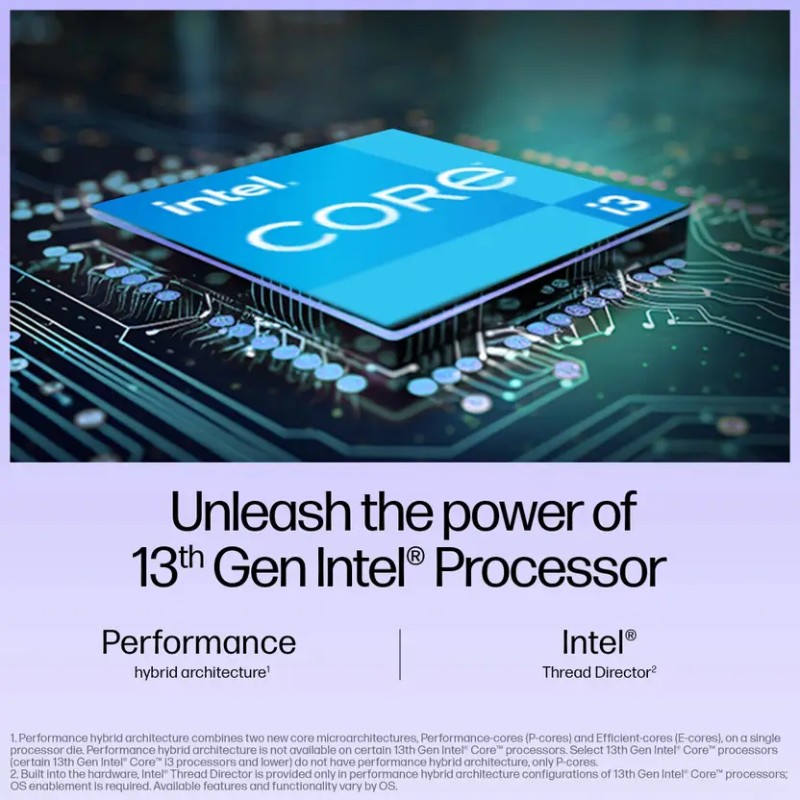 intel.
CORE™
i3
Unleash the power of
13th Gen Intel® Processor
Performance
hybrid architecture¹
Intel®
Thread Director²
1. Performance hybrid architecture combines two new core microarchitectures, Performance-cores (P-cores) and Efficient-cores (E-cores), on a single
processor die. Performance hybrid architecture is not available on certain 13th Gen Intel® Core™ processors. Select 13th Gen Intel® Core™ processors
(certain 13th Gen Intel® Core™ i3 processors and lower) do not have performance hybrid architecture, only P-cores.
2. Built into the hardware, Intel® Thread Director is provided only in performance hybrid architecture configurations of 13th Gen Intel® Core™ processors;
OS enablement is required. Available features and functionality vary by OS.